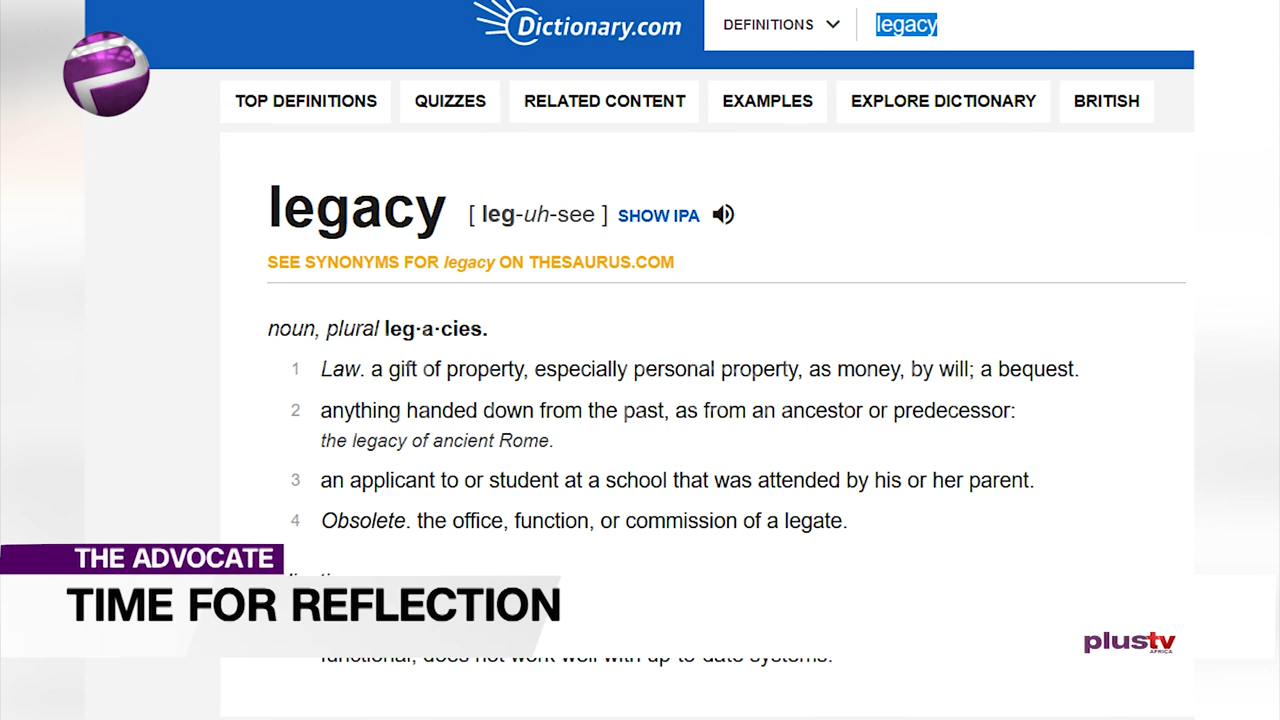 Dictionary.com
DEFINITIONS
legacy
TOP DEFINITIONS
QUIZZES
RELATED CONTENT
EXAMPLES
EXPLORE DICTIONARY
BRITISH
legacy [ leg-uh-see ] SHOW IPA
SEE SYNONYMS FOR legacy ON THESAURUS.COM
noun, plural leg·a·cies.
1 Law. a gift of property, especially personal property, as money, by will; a bequest.
2 anything handed down from the past, as from an ancestor or predecessor:
the legacy of ancient Rome.
3 an applicant to or student at a school that was attended by his or her parent.
4 Obsolete. the office, function, or commission of a legate.
THE ADVOCATE
TIME FOR REFLECTION
plustv
AFRICA
functional, does not work well with up-to-date systems.